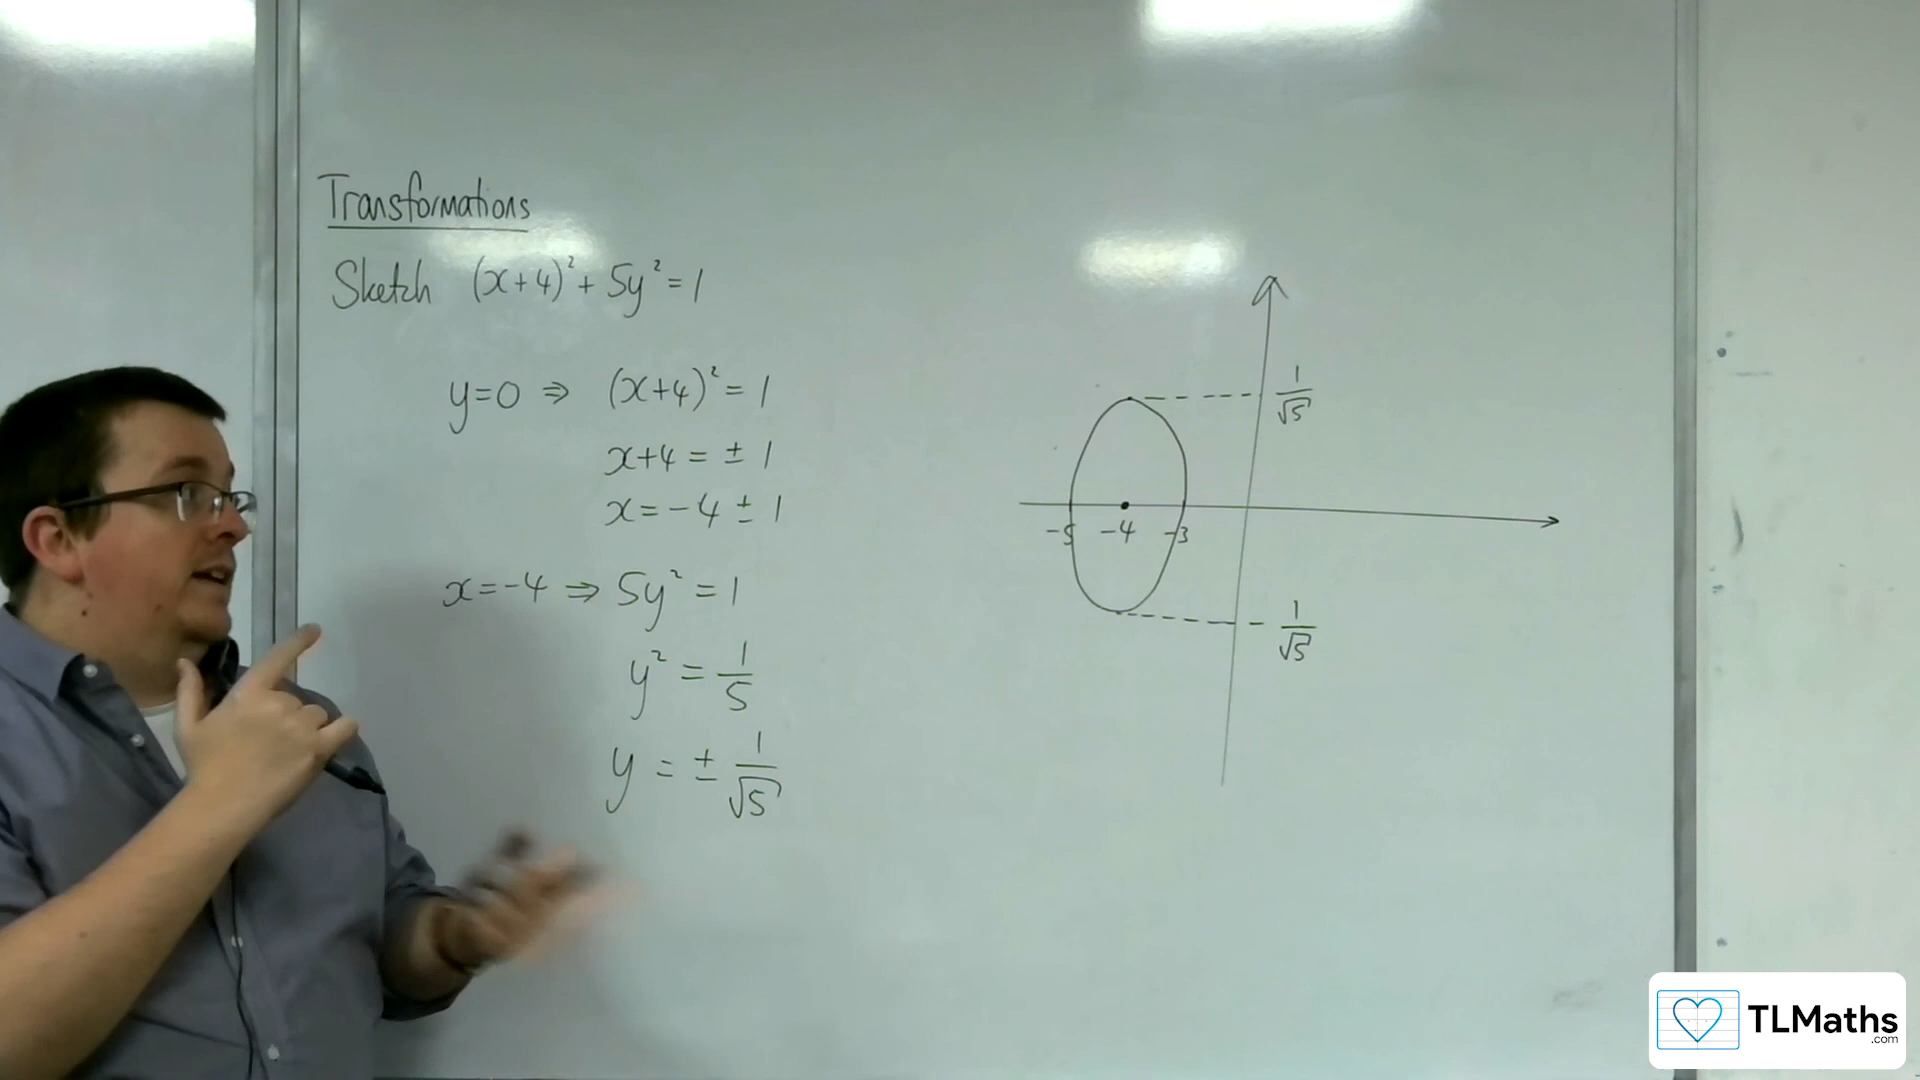 Transformations
Sketch (x+4)² + 5y² = 1
y=0 ⇒ (x+4)² = 1
x+4 = ± 1
x = -4 ± 1
x=-4 ⇒ 5y² = 1
y² = 1/5
y = ± 1/√5
1/√5
-5 -4 -3
- 1/√5
TLMaths
.com